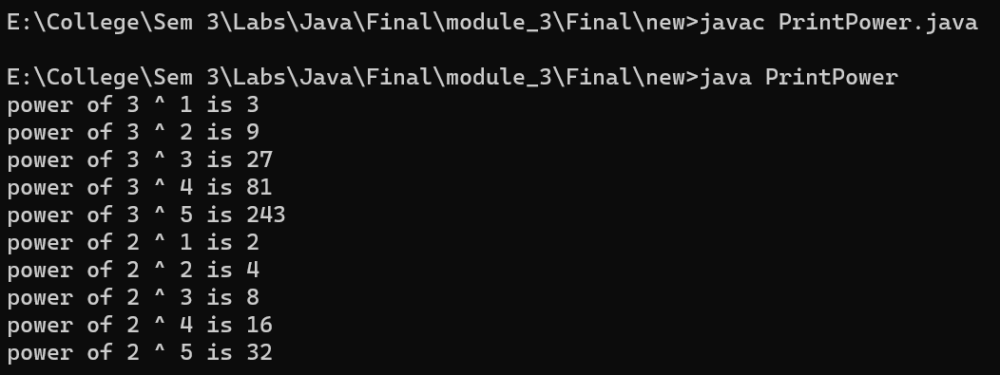 E:\College\Sem 3\Labs\Java\Final\module_3\Final\new>javac PrintPower.java
E:\College\Sem 3\Labs\Java\Final\module_3\Final\new>java PrintPower
power of 3 ^ 1 is 3
power of 3 ^ 2 is 9
power of 3 ^ 3 is 27
power of 3 ^ 4 is 81
power of 3 ^ 5 is 243
power of 2 ^ 1 is 2
power of 2 ^ 2 is 4
power of 2 ^ 3 is 8
power of 2 ^ 4 is 16
power of 2 ^ 5 is 32